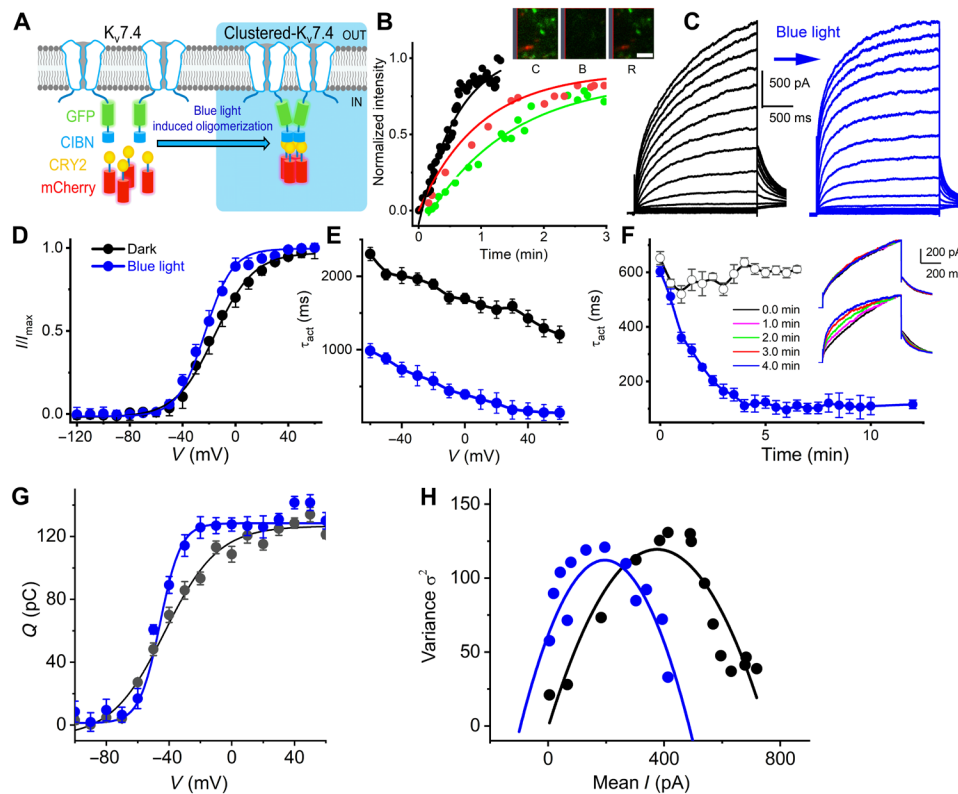 A
Kv7.4
Clustered-Kv7.4
OUT
IN
GFP
CIBN
CRY2
mCherry
Blue light
induced oligomerization
B
Normalized intensity
1.0
0.5
0.0
C B R
0 1 2 3
Time (min)
C
Blue light
500 pA
500 ms
D
Dark
Blue light
I/Imax
1.0
0.5
0.0
−120 −80 −40 0 40
V (mV)
E
τact (ms)
2000
1000
−40 0 40
V (mV)
F
τact (ms)
600
400
200
0.0 min
1.0 min
2.0 min
3.0 min
4.0 min
200 pA
200 ms
0 5 10
Time (min)
G
Q (pC)
120
80
40
0
−80 −40 0 40
V (mV)
H
Variance σ2
150
100
50
0
0 400 800
Mean I (pA)